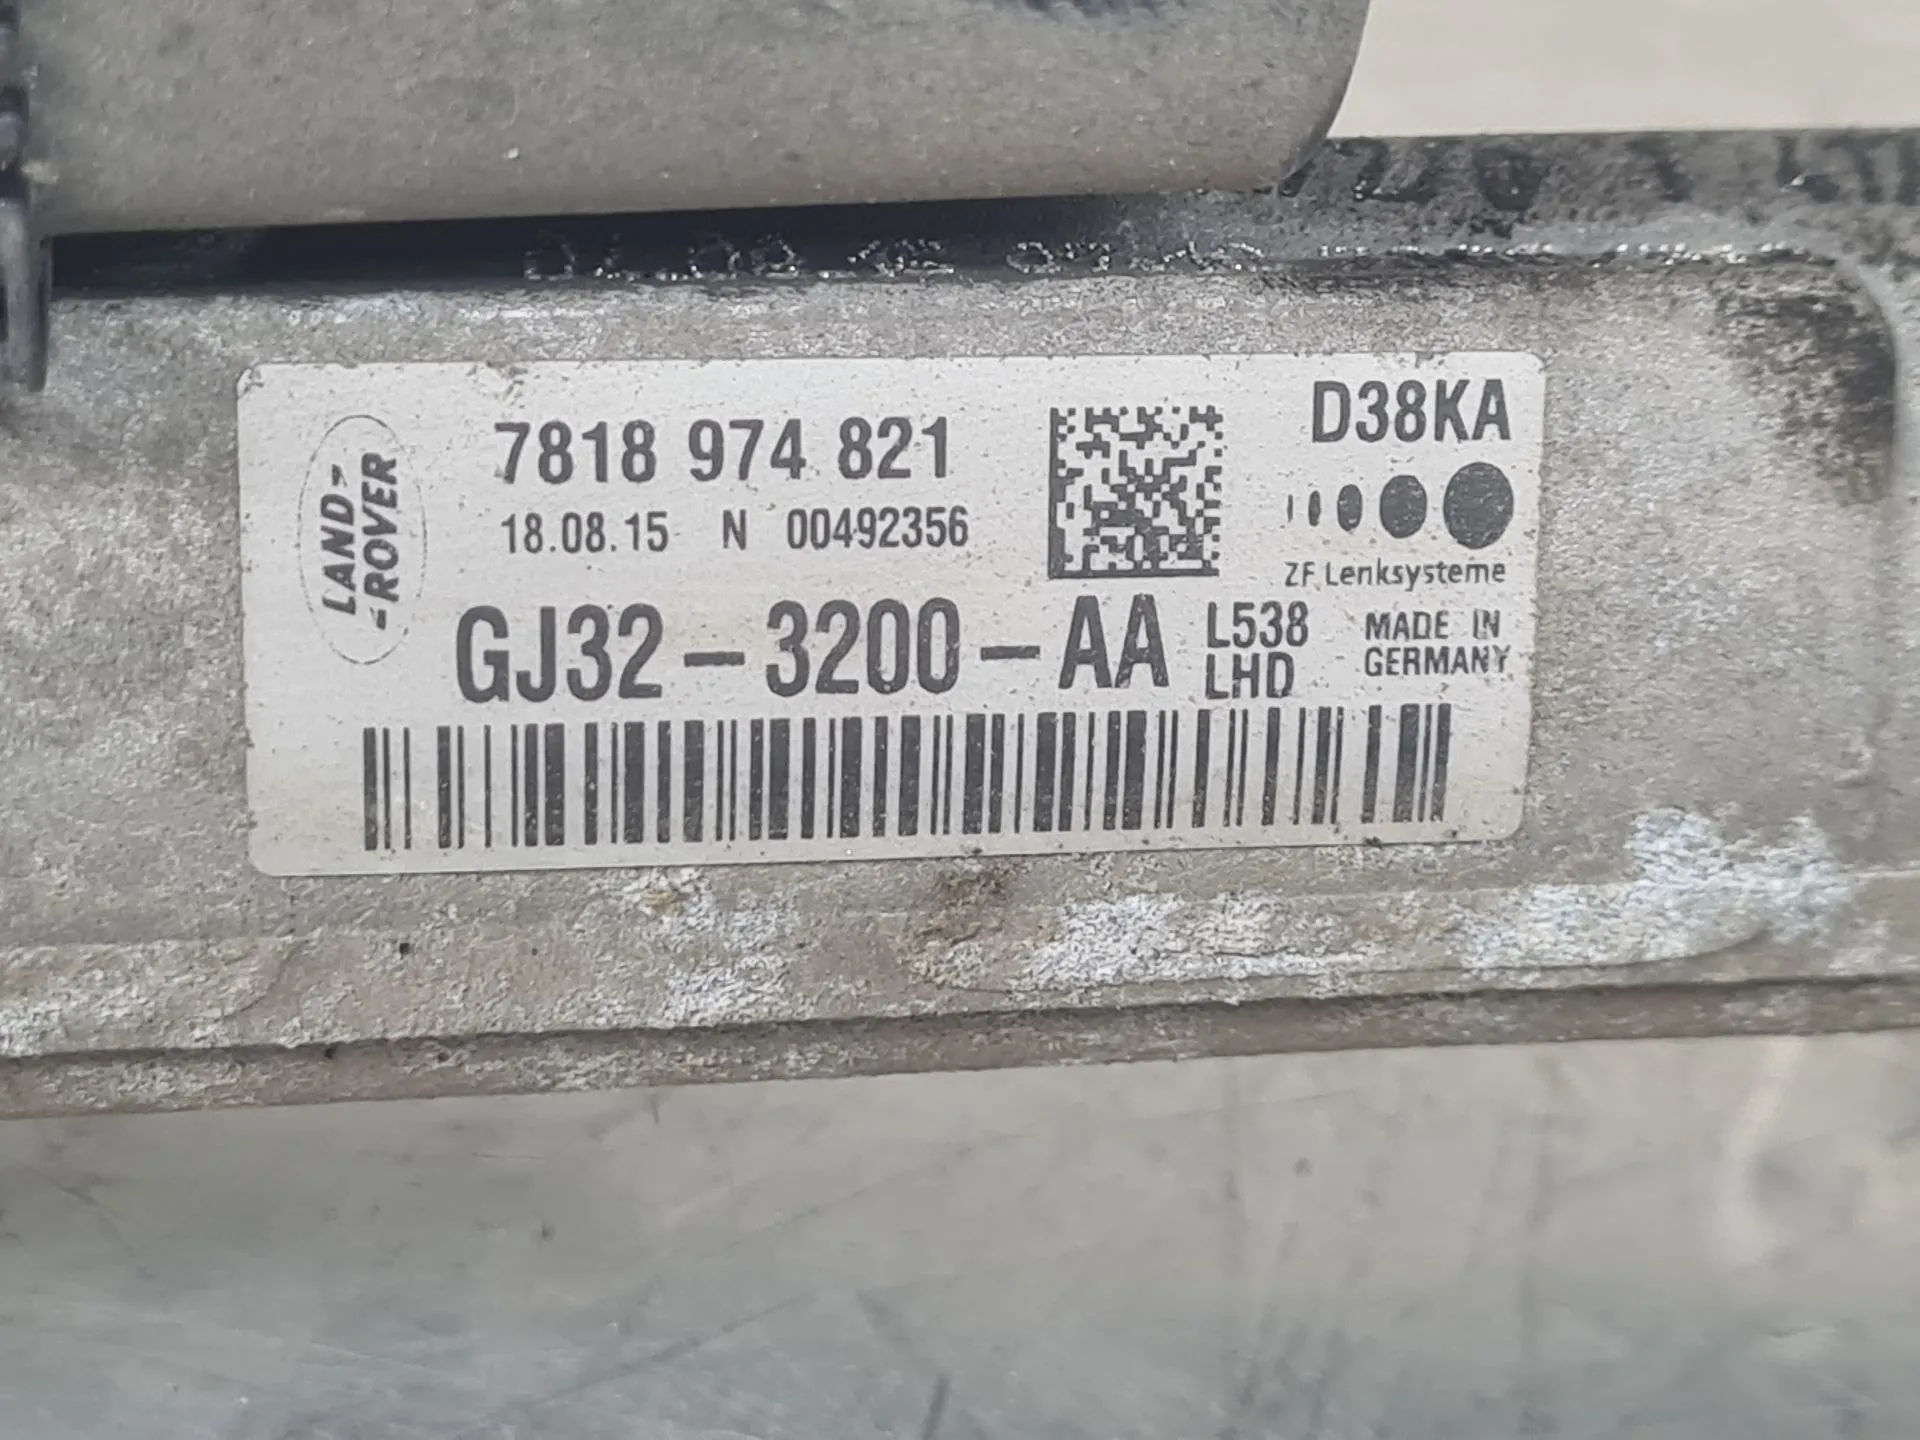 LAND
ROVER
7818 974 821
18.08.15 N 00492356
D38KA
ZF Lenksysteme
GJ32-3200-AA
L538
LHD
MADE IN
GERMANY